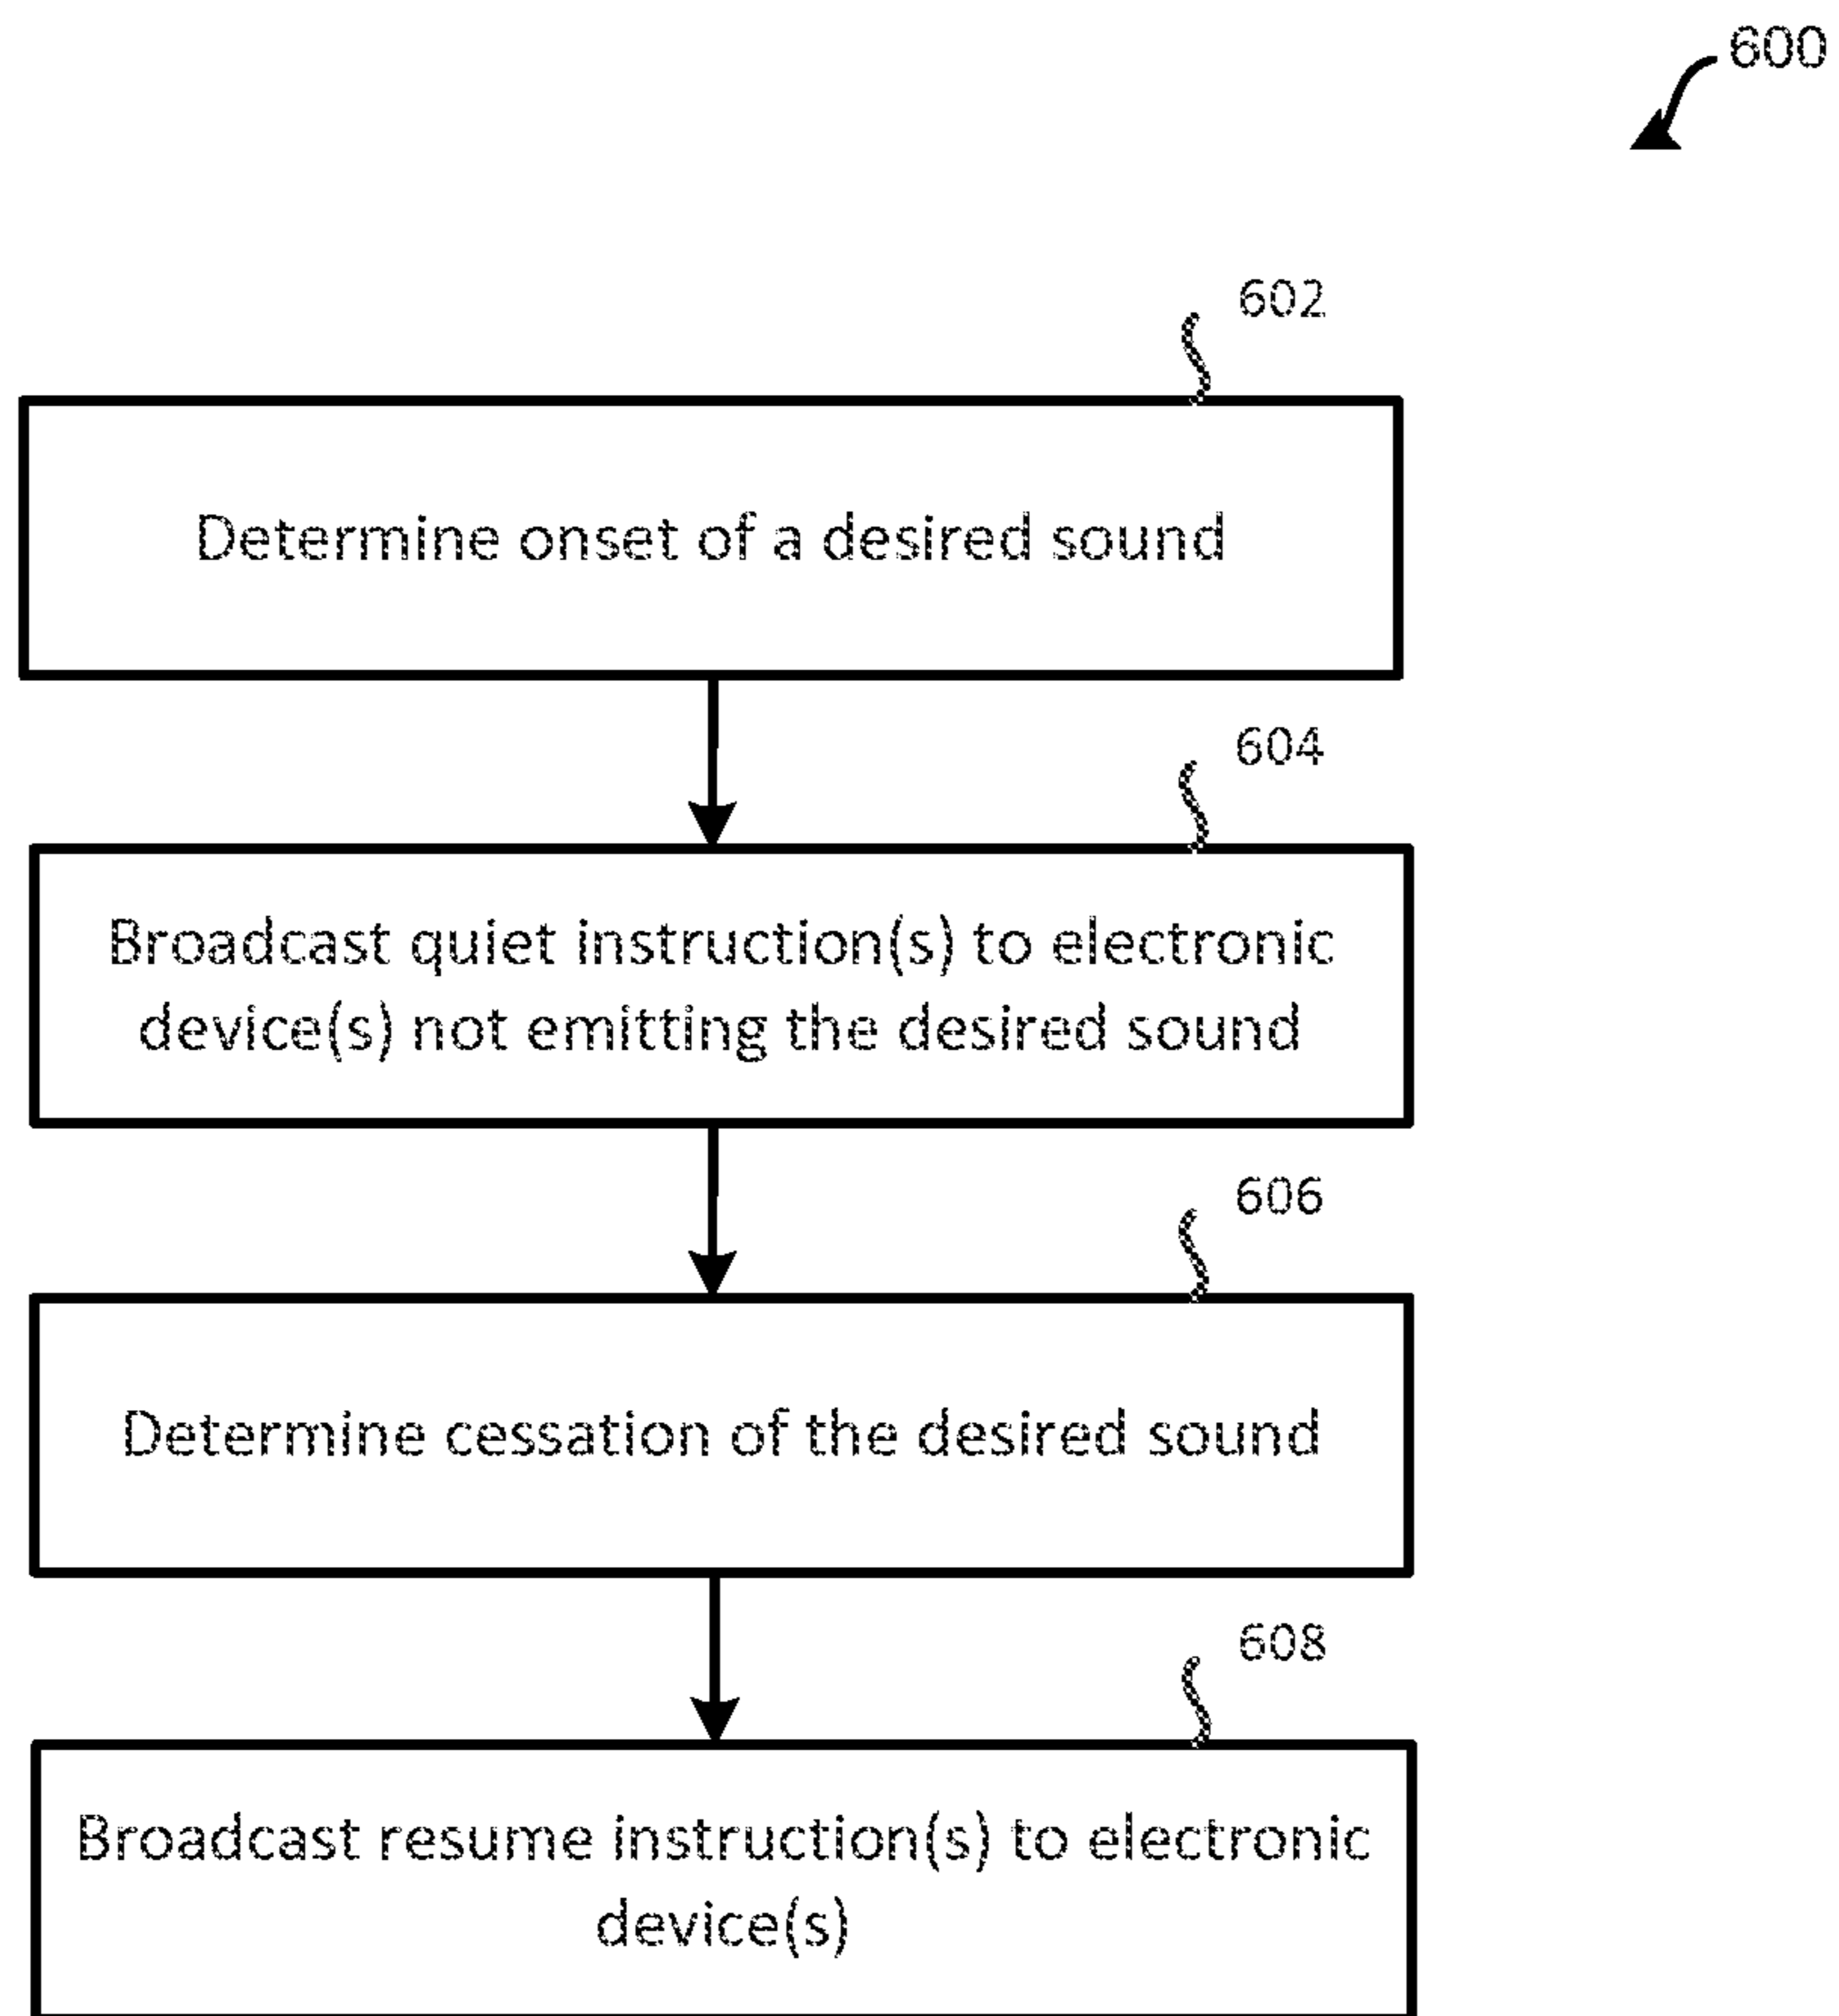 600
602
Determine onset of a desired sound
604
Broadcast quiet instruction(s) to electronic
device(s) not emitting the desired sound
606
Determine cessation of the desired sound
608
Broadcast resume instruction(s) to electronic
device(s)